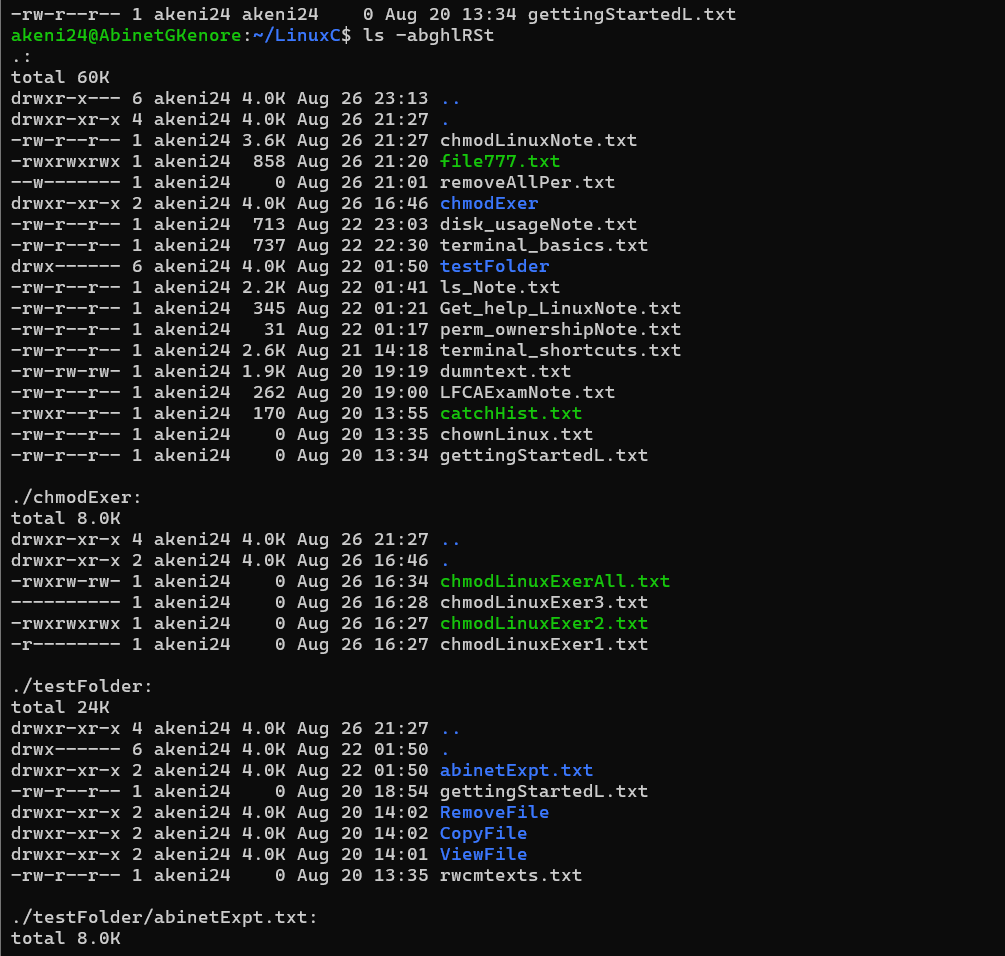 -rw-r--r-- 1 akeni24 akeni24    0 Aug 20 13:34 gettingStartedL.txt
akeni24@AbinetGKenore:~/LinuxC$ ls -abghlRSt
.:
total 60K
drwxr-x--- 6 akeni24 4.0K Aug 26 23:13 ..
drwxr-xr-x 4 akeni24 4.0K Aug 26 21:27 .
-rw-r--r-- 1 akeni24 3.6K Aug 26 21:27 chmodLinuxNote.txt
-rwxrwxrwx 1 akeni24  858 Aug 26 21:20 file777.txt
--w------- 1 akeni24    0 Aug 26 21:01 removeAllPer.txt
drwxr-xr-x 2 akeni24 4.0K Aug 26 16:46 chmodExer
-rw-r--r-- 1 akeni24  713 Aug 22 23:03 disk_usageNote.txt
-rw-r--r-- 1 akeni24  737 Aug 22 22:30 terminal_basics.txt
drwx------ 6 akeni24 4.0K Aug 22 01:50 testFolder
-rw-r--r-- 1 akeni24 2.2K Aug 22 01:41 ls_Note.txt
-rw-r--r-- 1 akeni24  345 Aug 22 01:21 Get_help_LinuxNote.txt
-rw-r--r-- 1 akeni24   31 Aug 22 01:17 perm_ownershipNote.txt
-rw-r--r-- 1 akeni24 2.6K Aug 21 14:18 terminal_shortcuts.txt
-rw-rw-rw- 1 akeni24 1.9K Aug 20 19:19 dumntext.txt
-rw-r--r-- 1 akeni24  262 Aug 20 19:00 LFCAExamNote.txt
-rwxr--r-- 1 akeni24  170 Aug 20 13:55 catchHist.txt
-rw-r--r-- 1 akeni24    0 Aug 20 13:35 chownLinux.txt
-rw-r--r-- 1 akeni24    0 Aug 20 13:34 gettingStartedL.txt

./chmodExer:
total 8.0K
drwxr-xr-x 4 akeni24 4.0K Aug 26 21:27 ..
drwxr-xr-x 2 akeni24 4.0K Aug 26 16:46 .
-rwxrw-rw- 1 akeni24    0 Aug 26 16:34 chmodLinuxExerAll.txt
---------- 1 akeni24    0 Aug 26 16:28 chmodLinuxExer3.txt
-rwxrwxrwx 1 akeni24    0 Aug 26 16:27 chmodLinuxExer2.txt
-r-------- 1 akeni24    0 Aug 26 16:27 chmodLinuxExer1.txt

./testFolder:
total 24K
drwxr-xr-x 4 akeni24 4.0K Aug 26 21:27 ..
drwx------ 6 akeni24 4.0K Aug 22 01:50 .
drwxr-xr-x 2 akeni24 4.0K Aug 22 01:50 abinetExpt.txt
-rw-r--r-- 1 akeni24    0 Aug 20 18:54 gettingStartedL.txt
drwxr-xr-x 2 akeni24 4.0K Aug 20 14:02 RemoveFile
drwxr-xr-x 2 akeni24 4.0K Aug 20 14:02 CopyFile
drwxr-xr-x 2 akeni24 4.0K Aug 20 14:01 ViewFile
-rw-r--r-- 1 akeni24    0 Aug 20 13:35 rwcmtexts.txt

./testFolder/abinetExpt.txt:
total 8.0K